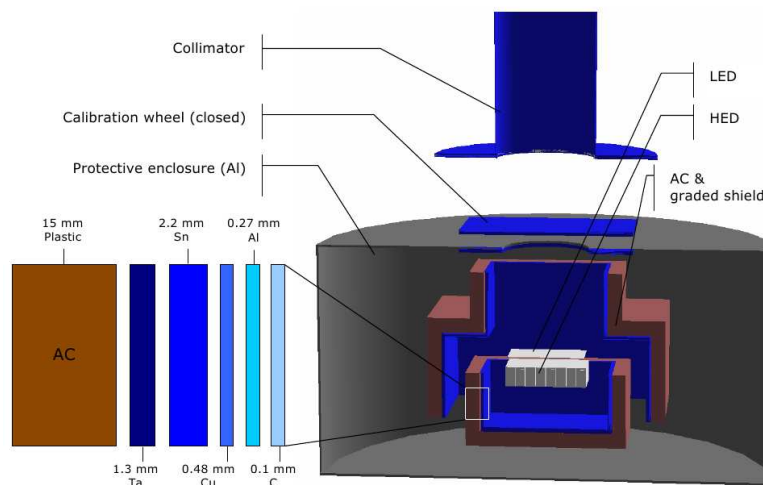 Collimator
Calibration wheel (closed)
Protective enclosure (Al)
LED
HED
AC &
graded shield
15 mm
Plastic
2.2 mm
Sn
0.27 mm
Al
AC
1.3 mm
Ta
0.48 mm
Cu
0.1 mm
C